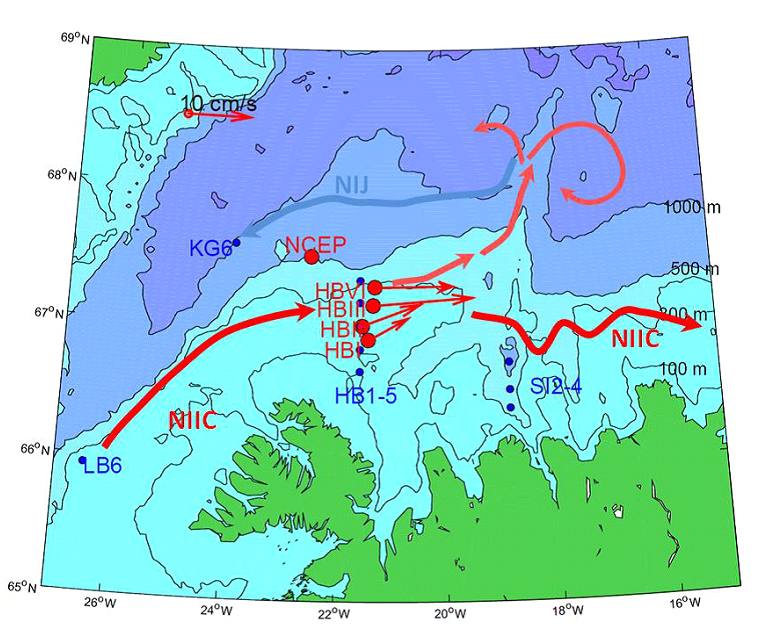 69°N
10 cm/s
68°N
NIJ
1000 m
KG6
NCEP
500 m
HBVI
67°N
HBIII
200 m
HBII
NIIC
HBI
100 m
HB1-5
SI2-4
NIIC
66°N
LB6
65°N
26°W
24°W
22°W
20°W
18°W
16°W